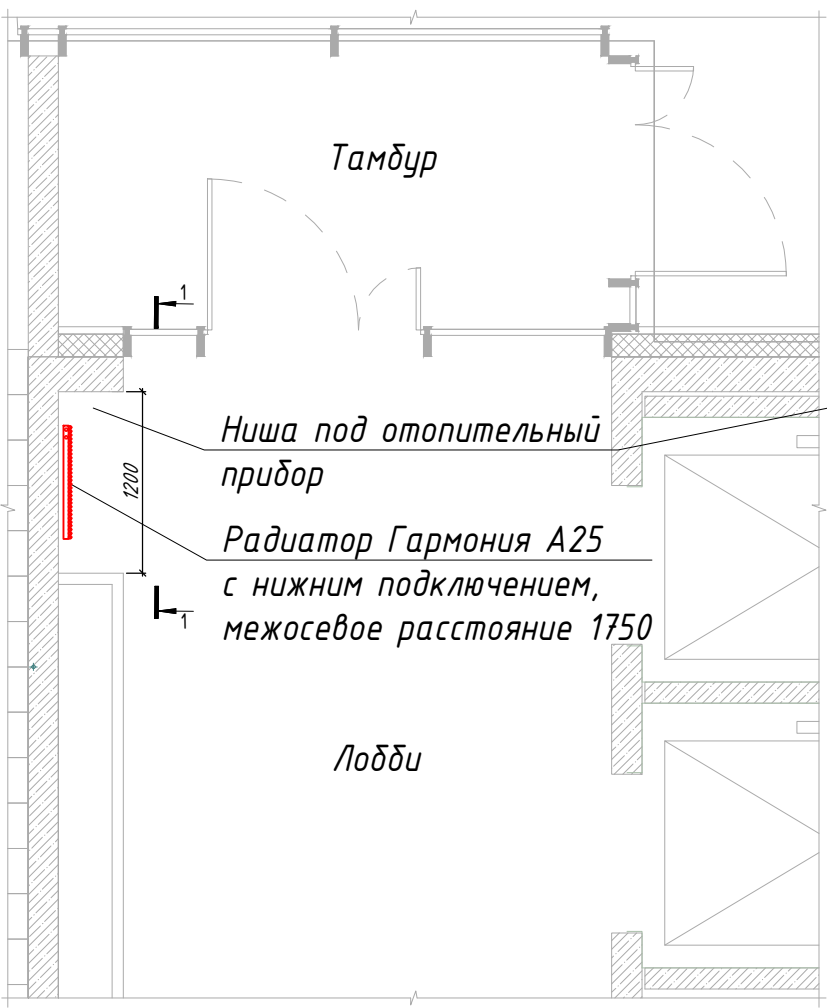 Тамбур
1
Ниша под отопительный
прибор
1200
Радиатор Гармония А25
с нижним подключением,
межосевое расстояние 1750
1
Лобби